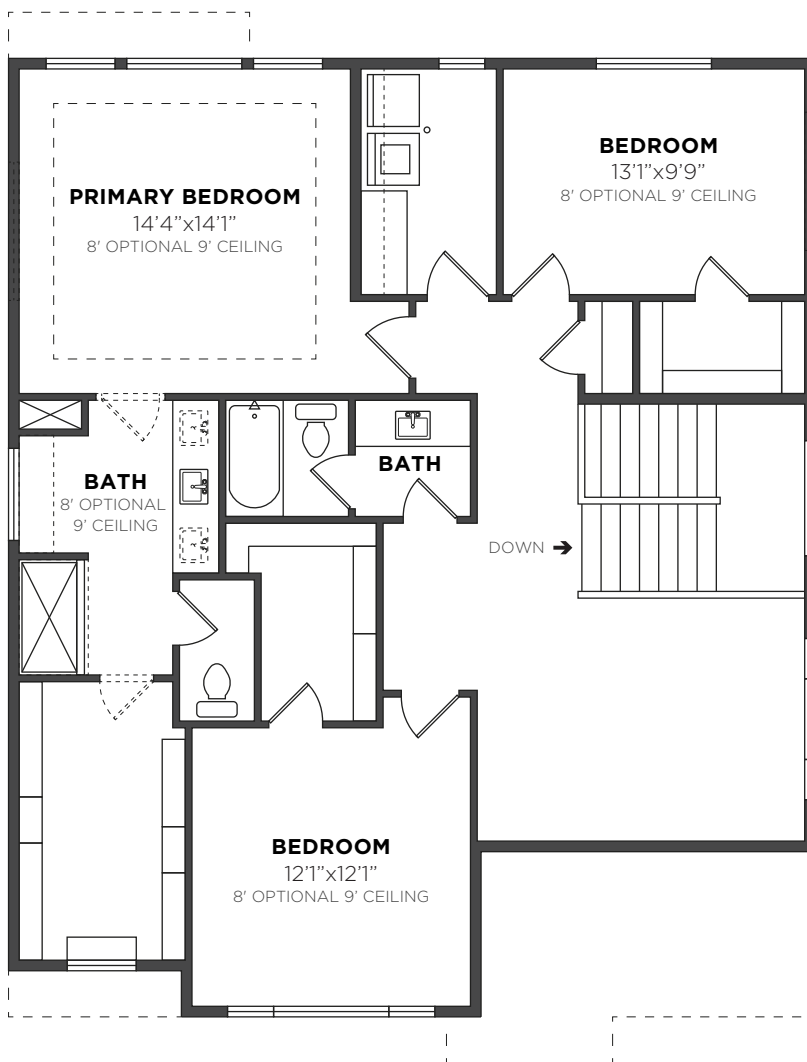 PRIMARY BEDROOM
14'4”x14'1”
8' OPTIONAL 9’ CEILING
BEDROOM
13'1”x9'9”
8' OPTIONAL 9’ CEILING
BATH
8' OPTIONAL
9’ CEILING
BATH
DOWN ➔
BEDROOM
12'1”x12'1”
8' OPTIONAL 9’ CEILING